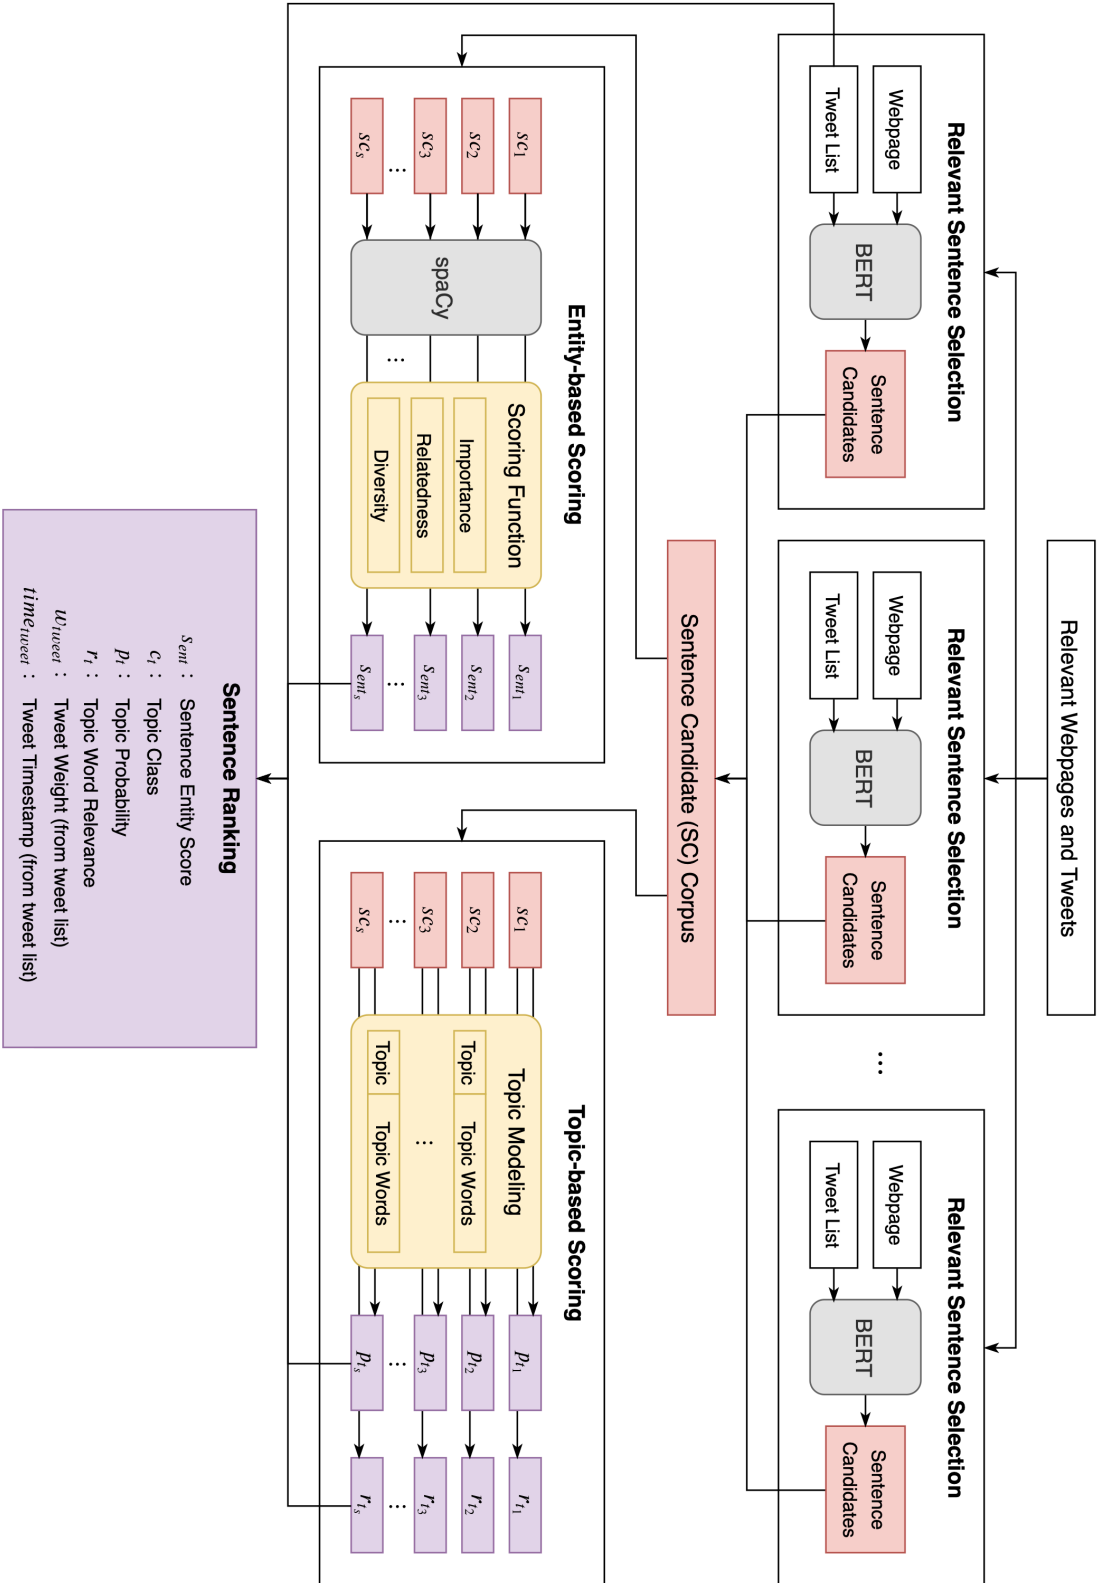 Relevant Webpages and Tweets
Relevant Sentence Selection
Webpage
Tweet List
BERT
Sentence
Candidates
Relevant Sentence Selection
Webpage
Tweet List
BERT
Sentence
Candidates
...
Relevant Sentence Selection
Webpage
Tweet List
BERT
Sentence
Candidates
Sentence Candidate (SC) Corpus
Entity-based Scoring
sc1
sc2
sc3
...
scs
spaCy
...
Scoring Function
Importance
Relatedness
Diversity
sent1
sent2
sent3
...
sents
Topic-based Scoring
sc1
sc2
sc3
...
scs
Topic Modeling
Topic Topic Words
...
Topic Topic Words
pt1
pt2
pt3
...
pts
rt1
rt2
rt3
...
rts
Sentence Ranking
sent : Sentence Entity Score
ct : Topic Class
pt : Topic Probability
rt : Topic Word Relevance
wtweet : Tweet Weight (from tweet list)
timetweet : Tweet Timestamp (from tweet list)